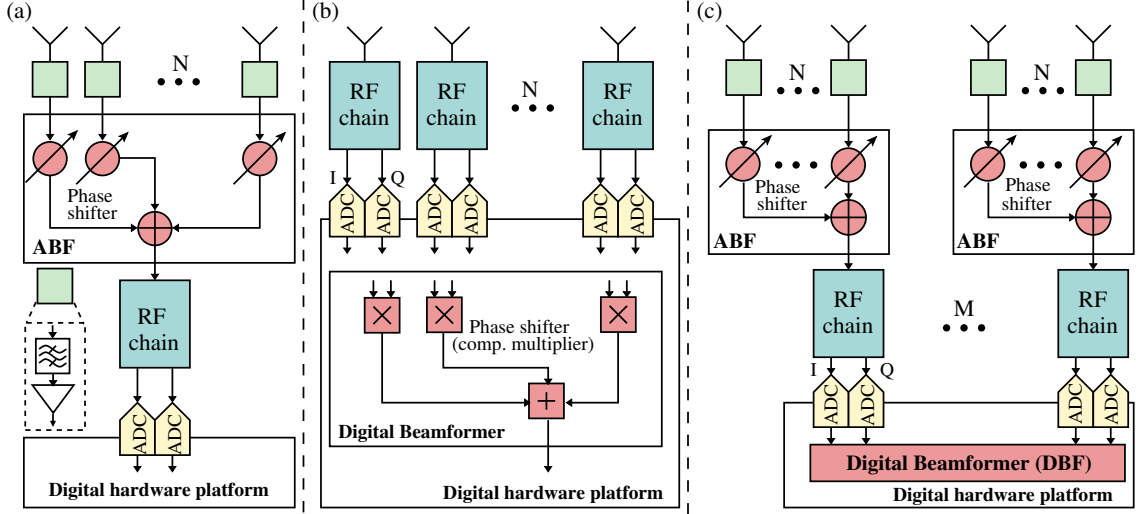 (a)
N
Phase
shifter
ABF
RF
chain
ADC
ADC
Digital hardware platform
(b)
RF
chain
RF
chain
N
RF
chain
I
Q
ADC
ADC
ADC
ADC
ADC
ADC
Phase shifter
(comp. multiplier)
Digital Beamformer
Digital hardware platform
(c)
N
N
Phase
shifter
ABF
Phase
shifter
ABF
RF
chain
M
RF
chain
I
Q
ADC
ADC
ADC
ADC
Digital Beamformer (DBF)
Digital hardware platform